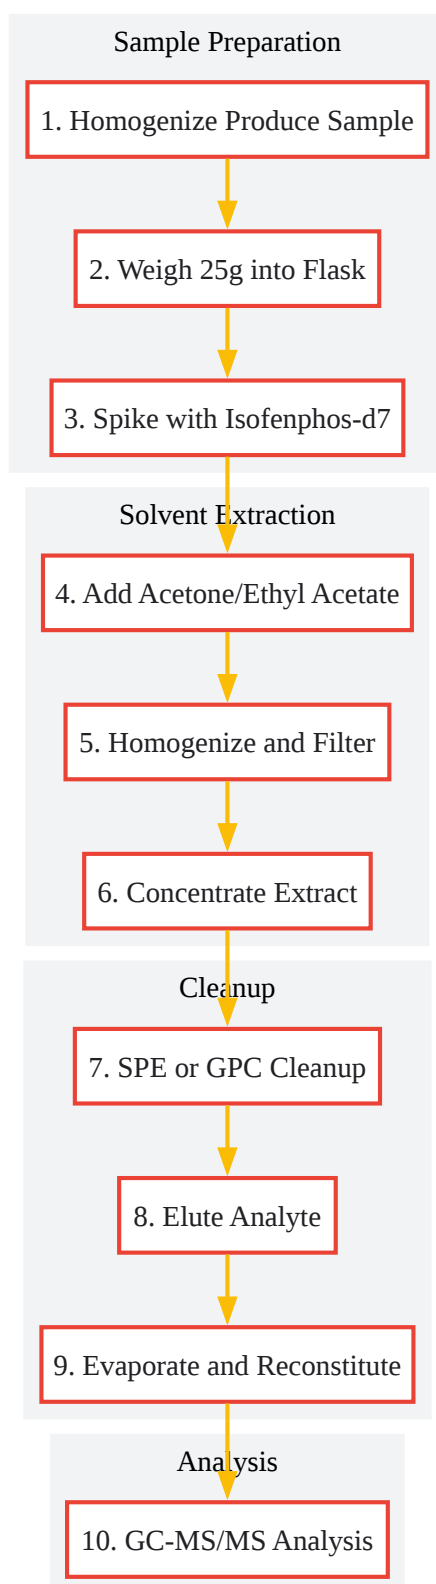 Sample Preparation
1. Homogenize Produce Sample
2. Weigh 25g into Flask
3. Spike with Isofenphos-d7
Solvent Extraction
4. Add Acetone/Ethyl Acetate
5. Homogenize and Filter
6. Concentrate Extract
Cleanup
7. SPE or GPC Cleanup
8. Elute Analyte
9. Evaporate and Reconstitute
Analysis
10. GC-MS/MS Analysis